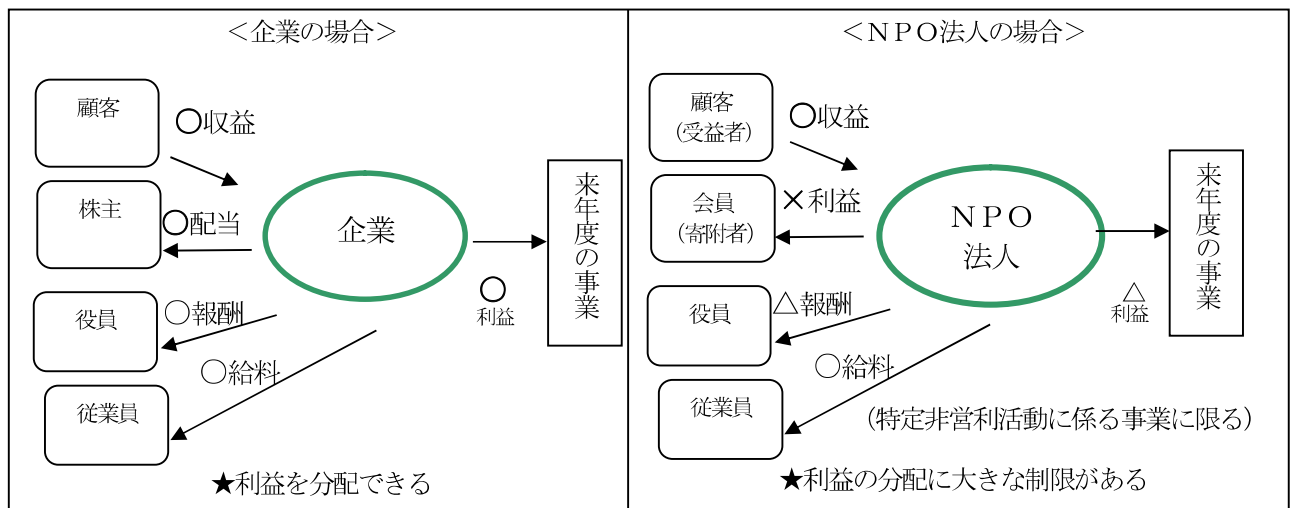 ＜企業の場合＞
顧客
〇収益
株主
〇配当
企業
来年度の事業
〇
利益
役員
〇報酬
〇給料
従業員
★利益を分配できる
＜ＮＰＯ法人の場合＞
顧客
（受益者）
〇収益
会員
（寄附者）
×利益
ＮＰＯ
法人
来年度の事業
△
利益
役員
△報酬
〇給料
従業員
（特定非営利活動に係る事業に限る）
★利益の分配に大きな制限がある